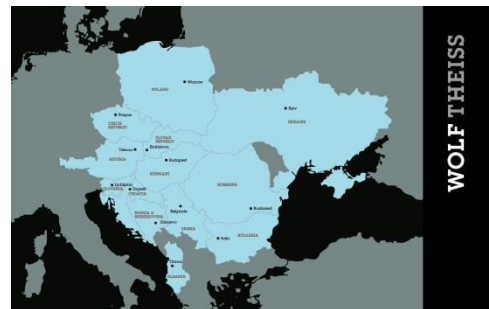 POLAND
Warsaw
Kyiv
UKRAINE
Prague
CZECH
REPUBLIC
SLOVAK
REPUBLIC
Bratislava
Vienna
AUSTRIA
Budapest
HUNGARY
Ljubljana
SLOVENIA
Zagreb
CROATIA
ROMANIA
Bucharest
BOSNIA &
HERZEGOVINA
Belgrade
Sarajevo
SERBIA
Sofia
BULGARIA
Tirana
ALBANIA
WOLF THEISS